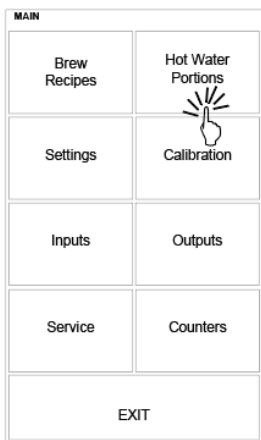 MAIN
Brew
Recipes
Hot Water
Portions
Settings
Calibration
Inputs
Outputs
Service
Counters
EXIT